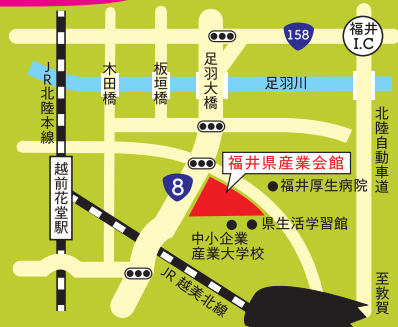 158
福井
I.C
JR北陸本線
木田橋
板垣橋
足羽大橋
足羽川
北陸自動車道
福井県産業会館
8
福井厚生病院
越前花堂駅
県生活学習館
中小企業
産業大学校
JR越美北線
至敦賀